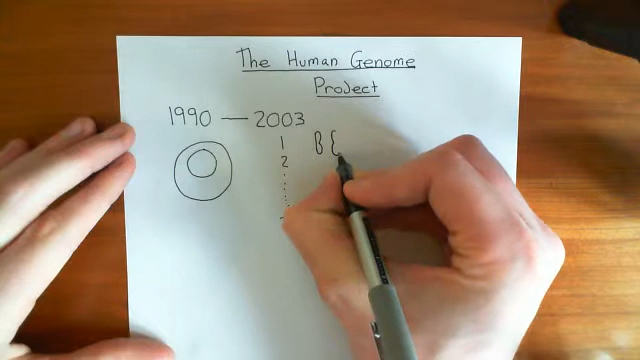 The Human Genome
Project
1990 — 2003
1
2